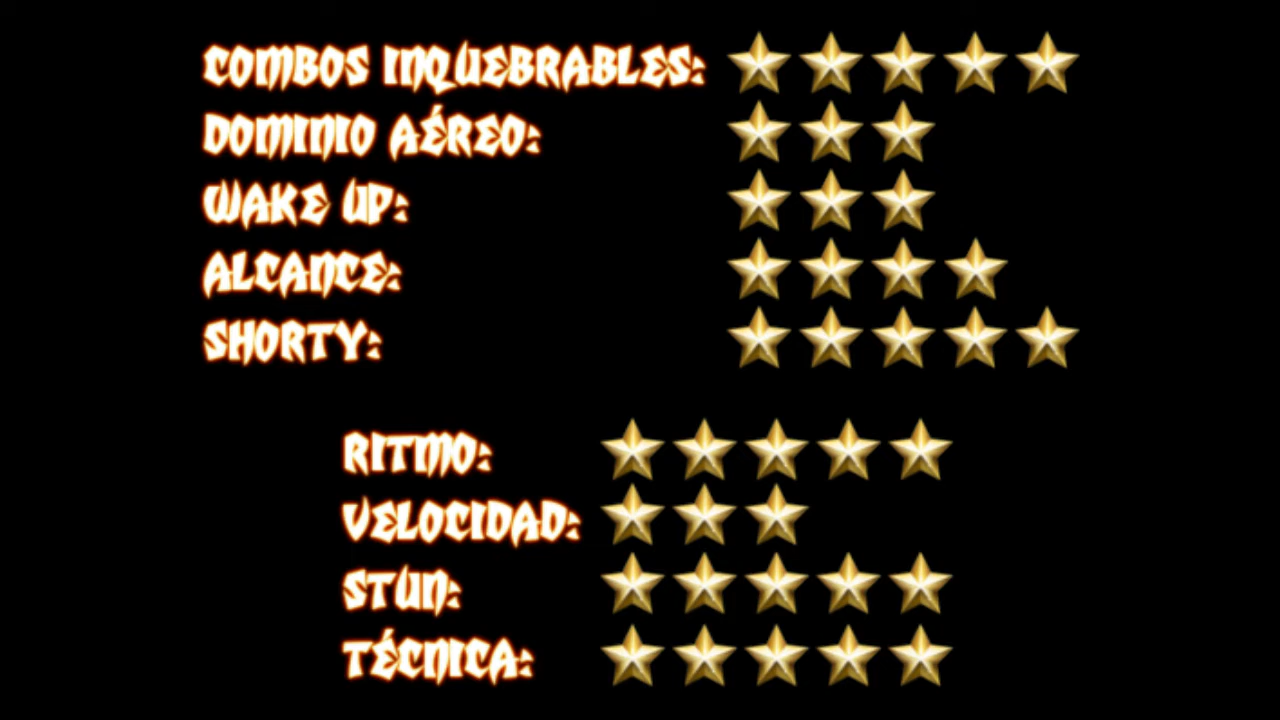 COMBOS INQUEBRABLES:
DOMINIO AÉREO:
WAKE UP:
ALCANCE:
SHORTY:
RITMO:
VELOCIDAD:
STUN:
TÉCNICA: